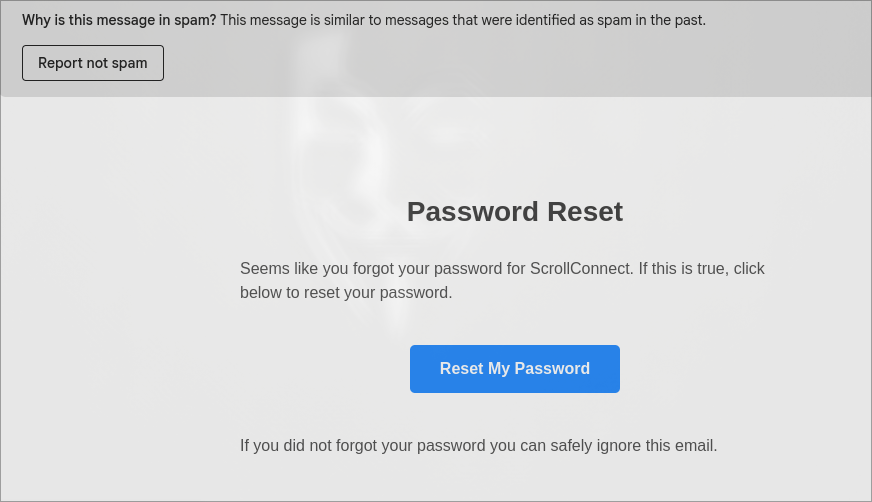 Why is this message in spam? This message is similar to messages that were identified as spam in the past.
Report not spam
Password Reset
Seems like you forgot your password for ScrollConnect. If this is true, click
below to reset your password.
Reset My Password
If you did not forgot your password you can safely ignore this email.